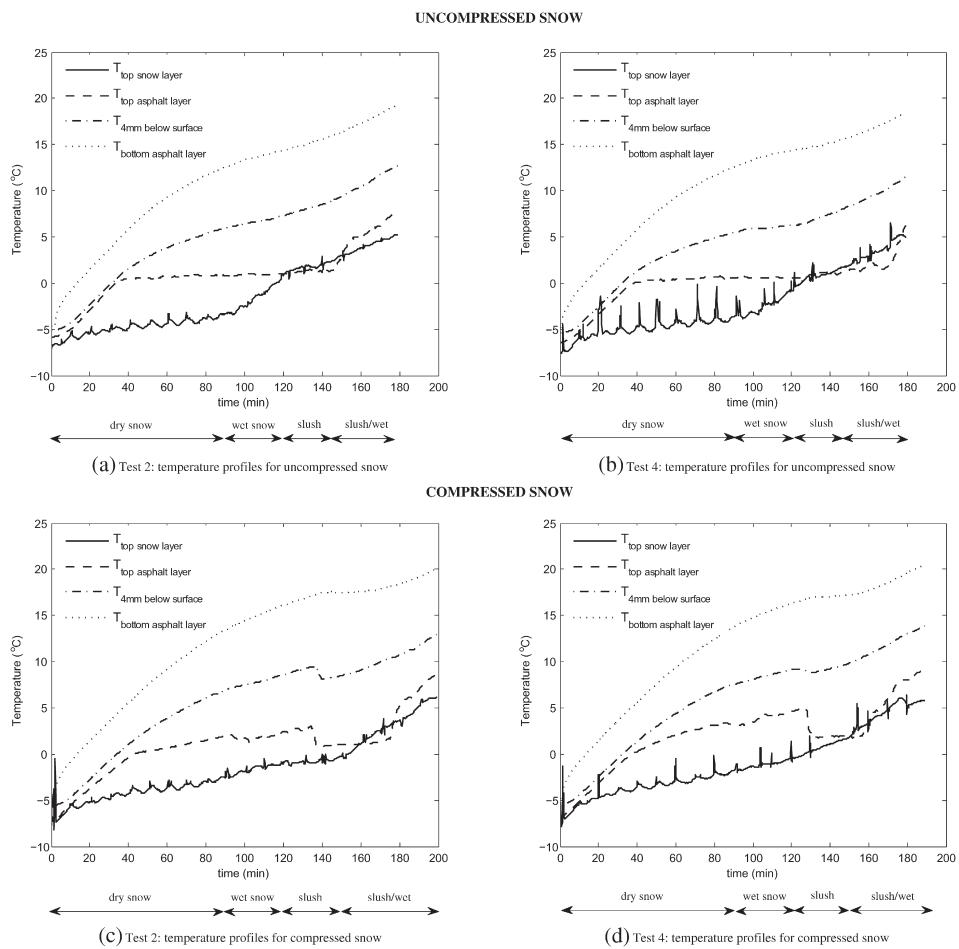 UNCOMPRESSED SNOW
25
20
15
10
5
0
−5
−10
Temperature (°C)
T top snow layer
T top asphalt layer
T 4mm below surface
T bottom asphalt layer
0 20 40 60 80 100 120 140 160 180 200
time (min)
dry snow wet snow slush slush/wet
(a) Test 2: temperature profiles for uncompressed snow
25
20
15
10
5
0
−5
−10
Temperature (°C)
T top snow layer
T top asphalt layer
T 4mm below surface
T bottom asphalt layer
0 20 40 60 80 100 120 140 160 180 200
time (min)
dry snow wet snow slush slush/wet
(b) Test 4: temperature profiles for uncompressed snow
COMPRESSED SNOW
25
20
15
10
5
0
−5
−10
Temperature (°C)
T top snow layer
T top asphalt layer
T 4mm below surface
T bottom asphalt layer
0 20 40 60 80 100 120 140 160 180 200
time (min)
dry snow wet snow slush slush/wet
(c) Test 2: temperature profiles for compressed snow
25
20
15
10
5
0
−5
−10
Temperature (°C)
T top snow layer
T top asphalt layer
T 4mm below surface
T bottom asphalt layer
0 20 40 60 80 100 120 140 160 180 200
time (min)
dry snow wet snow slush slush/wet
(d) Test 4: temperature profiles for compressed snow